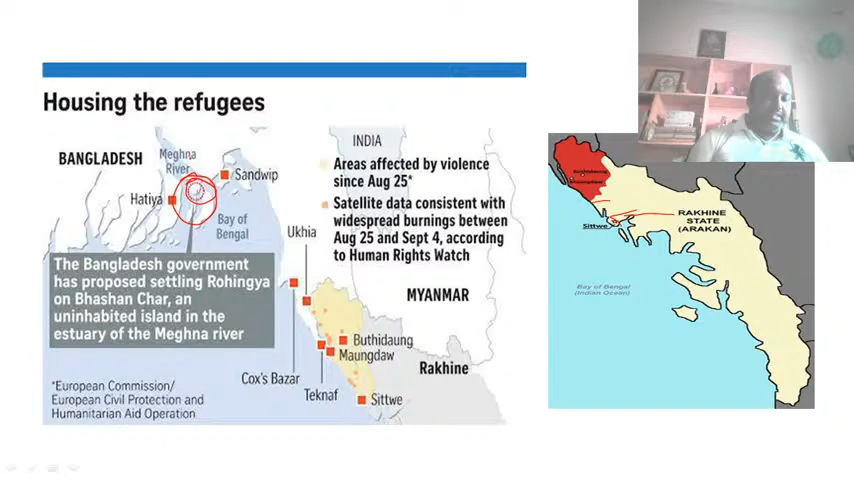 Housing the refugees
BANGLADESH
Meghna
River
Sandwip
Hatiya
Bay of
Bengal
Ukhia
INDIA
Areas affected by violence
since Aug 25*
Satellite data consistent with
widespread burnings between
Aug 25 and Sept 4, according
to Human Rights Watch
The Bangladesh government
has proposed settling Rohingya
on Bhashan Char, an
uninhabited island in the
estuary of the Meghna river
MYANMAR
Buthidaung
Maungdaw
Rakhine
Cox's Bazar
Teknaf
Sittwe
*European Commission/
European Civil Protection and
Humanitarian Aid Operation
RAKHINE
STATE
(ARAKAN)
Sittwe
Bay of Bengal
(Indian Ocean)